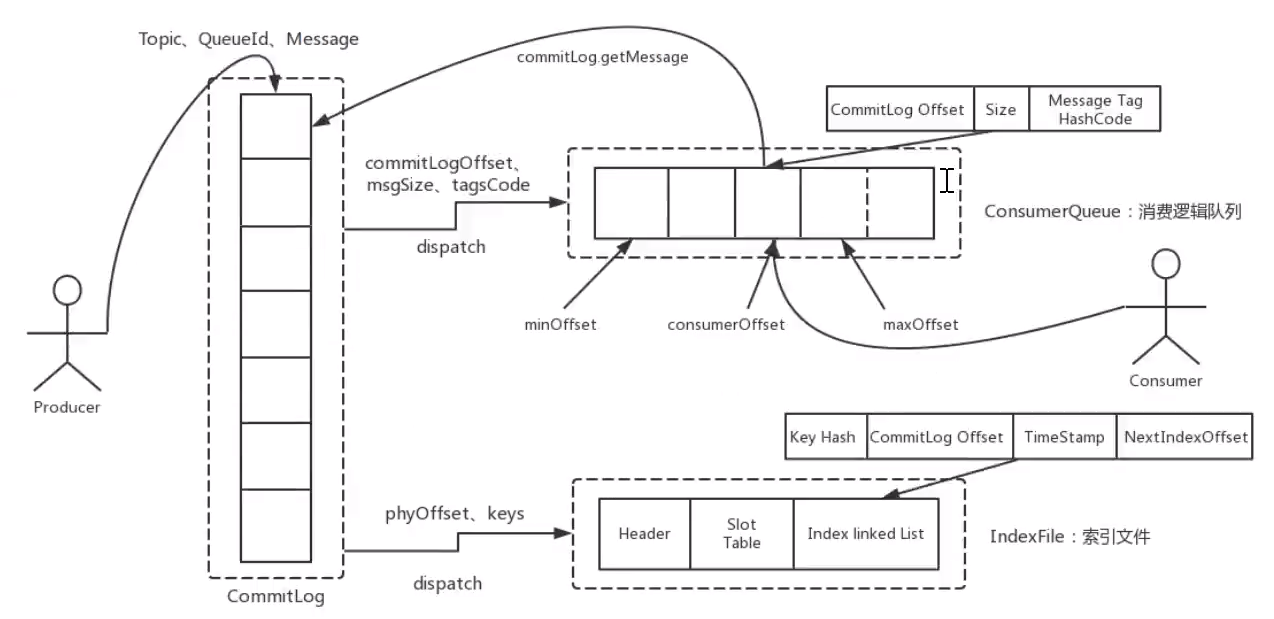 Topic、QueueId、Message
commitLog.getMessage
CommitLog Offset
Size
Message Tag
HashCode
commitLogOffset、
msgSize、tagsCode
dispatch
ConsumerQueue：消费逻辑队列
minOffset
consumerOffset
maxOffset
Producer
Consumer
Key Hash
CommitLog Offset
TimeStamp
NextIndexOffset
phyOffset、keys
dispatch
Header
Slot
Table
Index linked List
IndexFile：索引文件
CommitLog